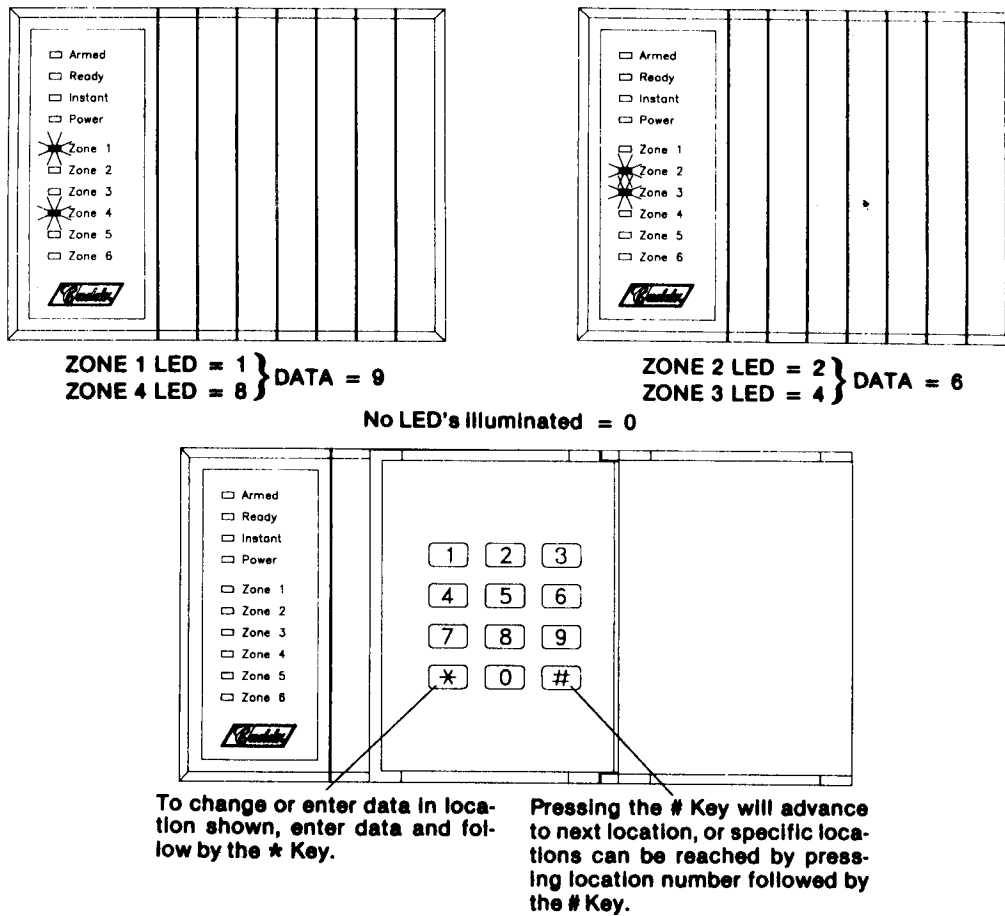 Armed
Ready
Instant
Power
Zone 1
Zone 2
Zone 3
Zone 4
Zone 5
Zone 6
Armed
Ready
Instant
Power
Zone 1
Zone 2
Zone 3
Zone 4
Zone 5
Zone 6
ZONE 1 LED = 1
ZONE 4 LED = 8 } DATA = 9
ZONE 2 LED = 2
ZONE 3 LED = 4 } DATA = 6
No LED's illuminated = 0
Armed
Ready
Instant
Power
Zone 1
Zone 2
Zone 3
Zone 4
Zone 5
Zone 6
1 2 3
4 5 6
7 8 9
* 0 #
To change or enter data in loca-
tion shown, enter data and fol-
low by the * Key.
Pressing the # Key will advance
to next location, or specific loca-
tions can be reached by press-
ing location number followed by
the # Key.